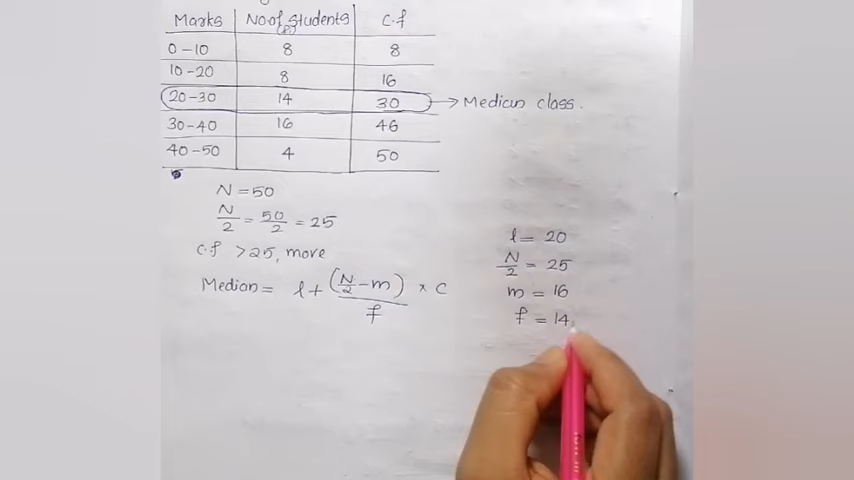 Marks No.of students C.f
(f)
0-10 8 8
10-20 8 16
20-30 14 30 → Median class.
30-40 16 46
40-50 4 50
N = 50
N/2 = 50/2 = 25
c.f > 25, more
Median = l + (N/2 - m)/f × c
l = 20
N/2 = 25
m = 16
f = 14